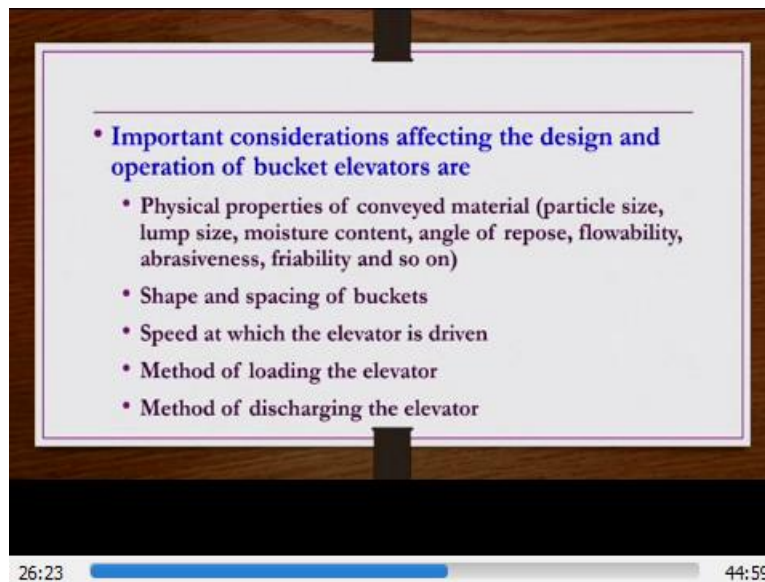 • Important considerations affecting the design and
operation of bucket elevators are
• Physical properties of conveyed material (particle size,
lump size, moisture content, angle of repose, flowability,
abrasiveness, friability and so on)
• Shape and spacing of buckets
• Speed at which the elevator is driven
• Method of loading the elevator
• Method of discharging the elevator
26:23 44:59